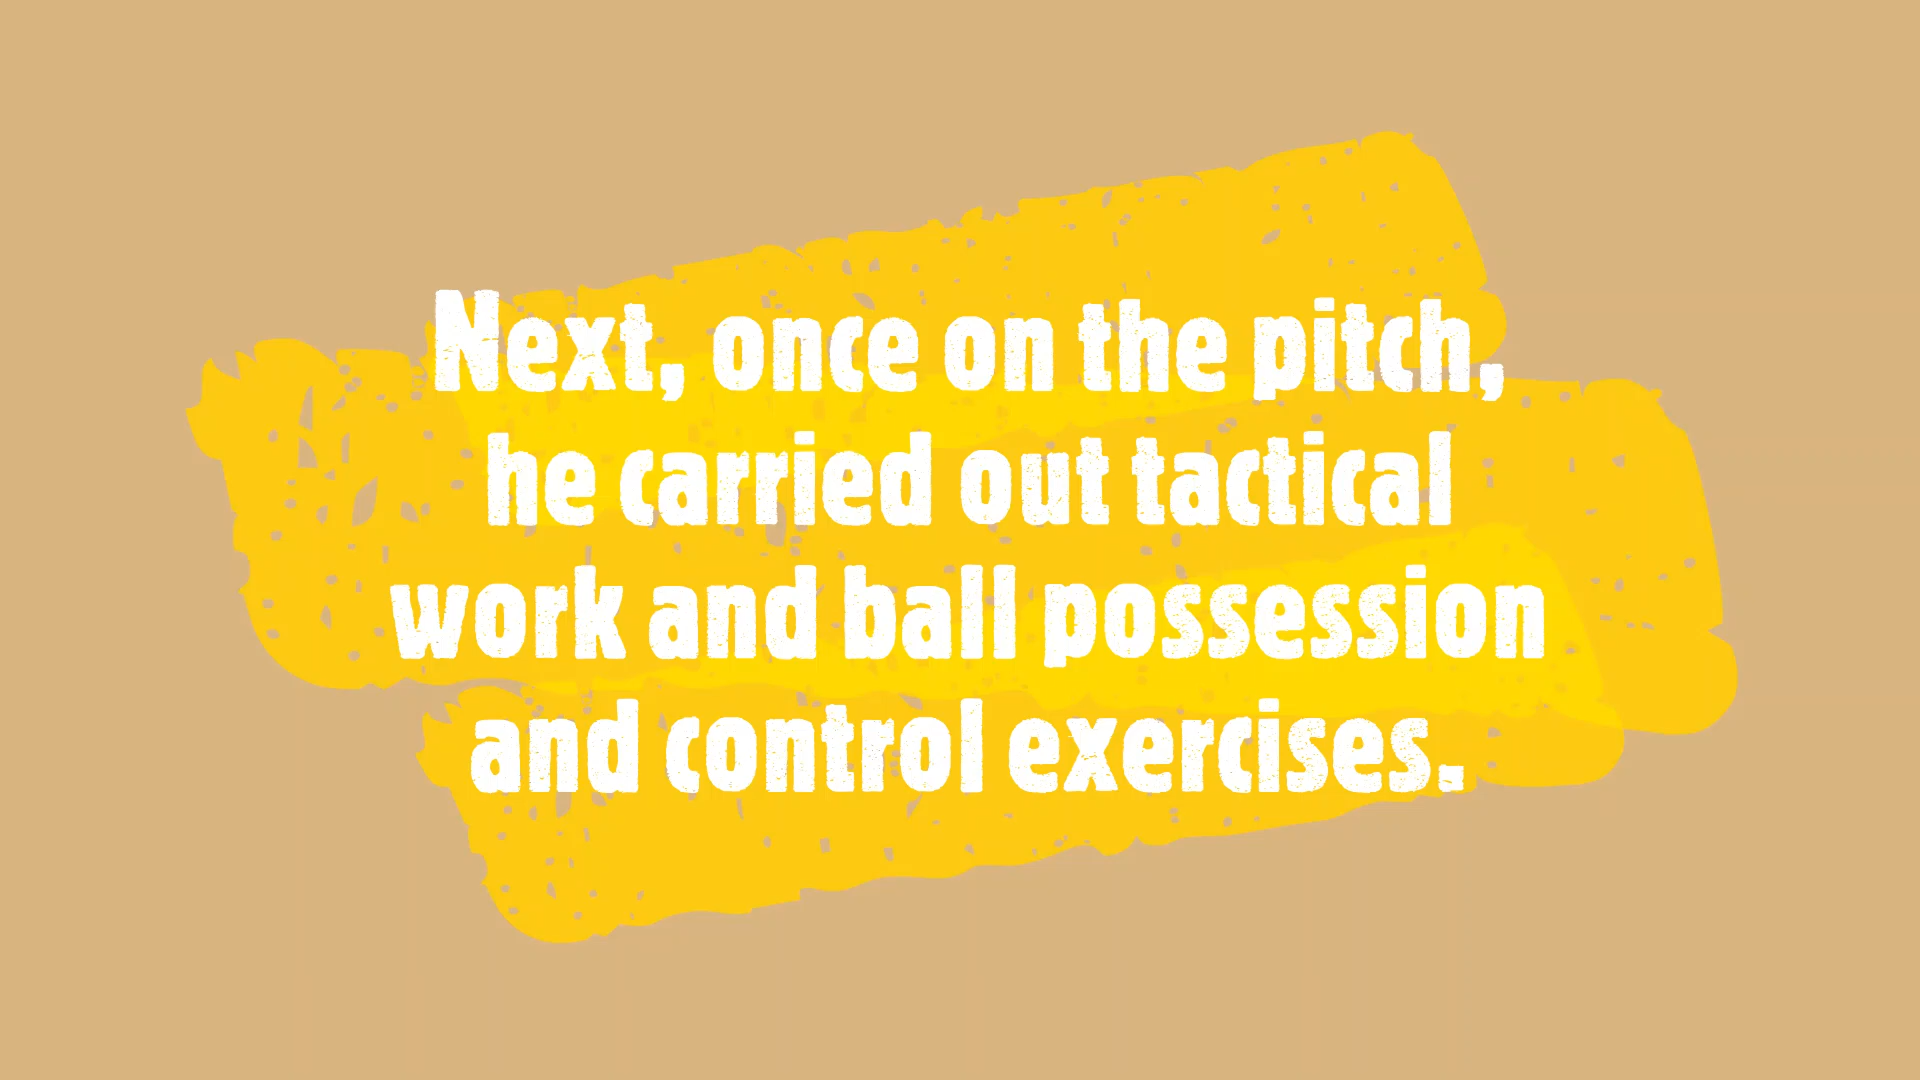 Next, once on the pitch,
he carried out tactical
work and ball possession
and control exercises.